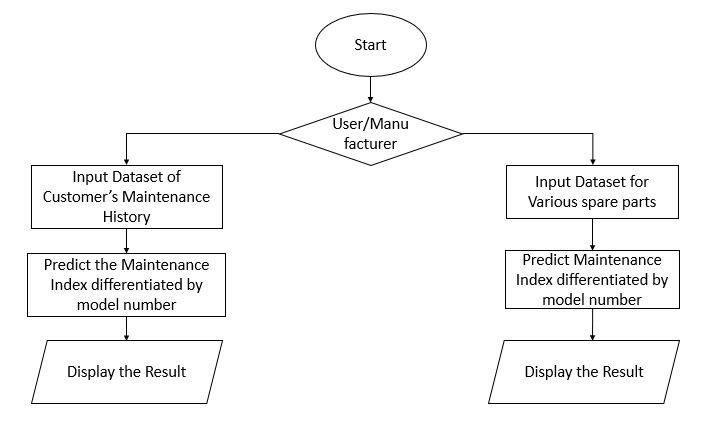 Start
User/Manu
facturer
Input Dataset of
Customer’s Maintenance
History
Input Dataset for
Various spare parts
Predict the Maintenance
Index differentiated by
model number
Predict Maintenance
Index differentiated by
model number
Display the Result
Display the Result